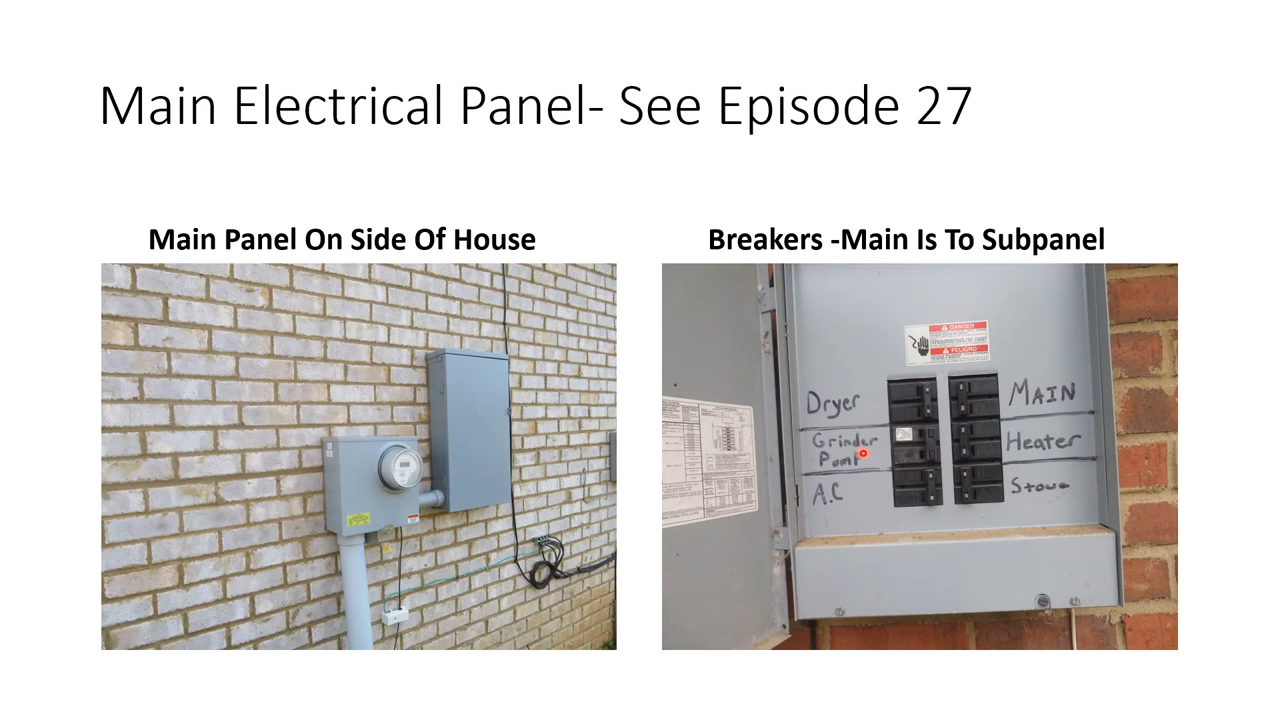 Main Electrical Panel- See Episode 27
Main Panel On Side Of House
Breakers -Main Is To Subpanel
DANGER
PELIGRO
Dryer
MAIN
Grinder
Pump
Heater
A.C
Stove